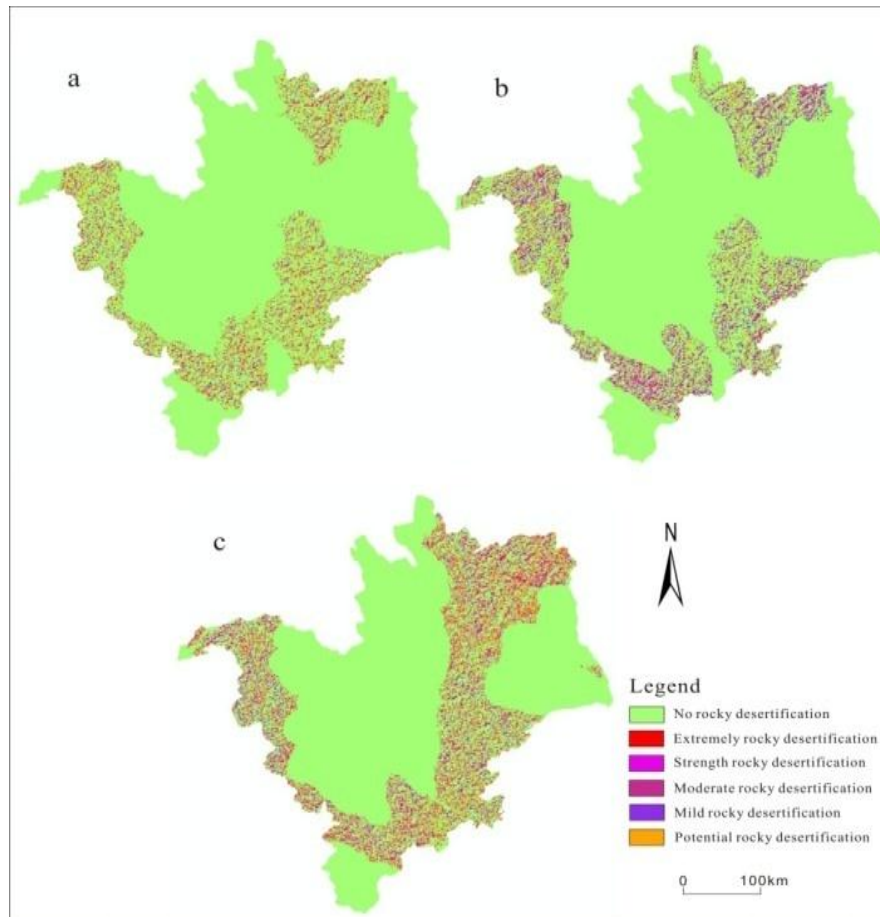 a
b
c
N
Legend
No rocky desertification
Extremely rocky desertification
Strength rocky desertification
Moderate rocky desertification
Mild rocky desertification
Potential rocky desertification
0 100km